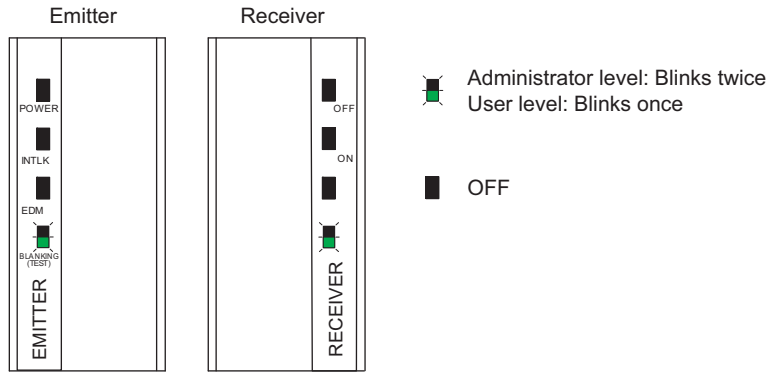 Emitter
Receiver
POWER
INTLK
EDM
BLANKING
(TEST)
EMITTER
OFF
ON
RECEIVER
Administrator level: Blinks twice
User level: Blinks once
OFF